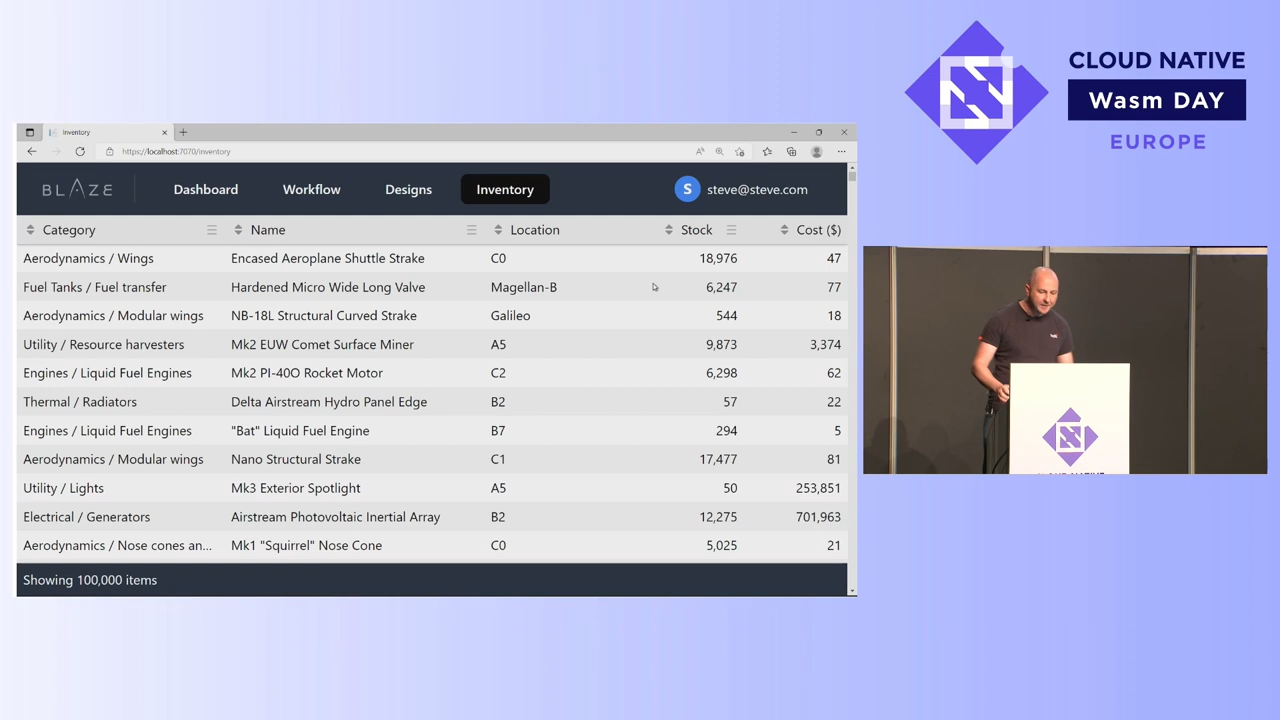 CLOUD NATIVE
Wasm DAY
EUROPE
Inventory
https://localhost:7070/inventory
BLAZE
Dashboard Workflow Designs Inventory S steve@steve.com
Category Name Location Stock Cost ($)
Aerodynamics / Wings Encased Aeroplane Shuttle Strake C0 18,976 47
Fuel Tanks / Fuel transfer Hardened Micro Wide Long Valve Magellan-B 6,247 77
Aerodynamics / Modular wings NB-18L Structural Curved Strake Galileo 544 18
Utility / Resource harvesters Mk2 EUW Comet Surface Miner A5 9,873 3,374
Engines / Liquid Fuel Engines Mk2 PI-40O Rocket Motor C2 6,298 62
Thermal / Radiators Delta Airstream Hydro Panel Edge B2 57 22
Engines / Liquid Fuel Engines "Bat" Liquid Fuel Engine B7 294 5
Aerodynamics / Modular wings Nano Structural Strake C1 17,477 81
Utility / Lights Mk3 Exterior Spotlight A5 50 253,851
Electrical / Generators Airstream Photovoltaic Inertial Array B2 12,275 701,963
Aerodynamics / Nose cones an... Mk1 "Squirrel" Nose Cone C0 5,025 21
Showing 100,000 items